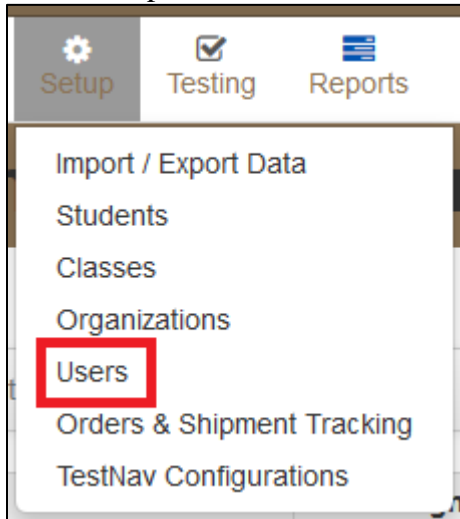 Setup Testing Reports
Import / Export Data
Students
Classes
Organizations
Users
Orders & Shipment Tracking
TestNav Configurations